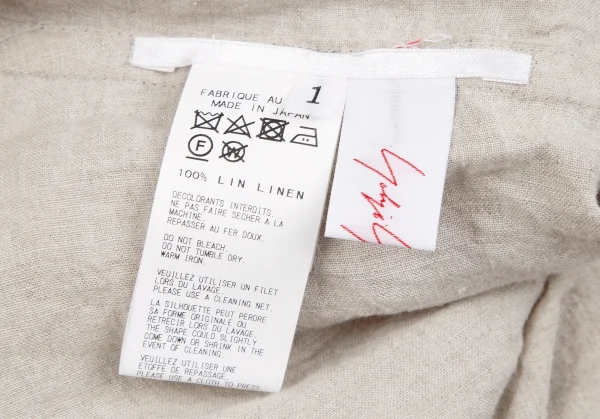 FABRIQUE AU
1
MADE IN JAPAN
F
W
100% LIN LINEN
DECOLORANTS INTERDITS.
NE PAS FAIRE SECHER A LA
MACHINE.
REPASSER AU FER DOUX.
DO NOT BLEACH.
DO NOT TUMBLE DRY.
WARM IRON.
VEUILLEZ UTILISER UN FILET
LORS DU LAVAGE.
PLEASE USE A CLEANING NET.
LA SILHOUETTE PEUT PERDRE
SA FORME ORIGINALE OU
RETRECIR LORS DU LAVAGE.
THE SHAPE COULD SLIGHTLY
COME DOWN OR SHRINK IN THE
EVENT OF CLEANING.
VEUILLEZ UTILISER UNE
ETOFFE DE REPASSAGE.
PLEASE USE A CLOTH TO PRESS